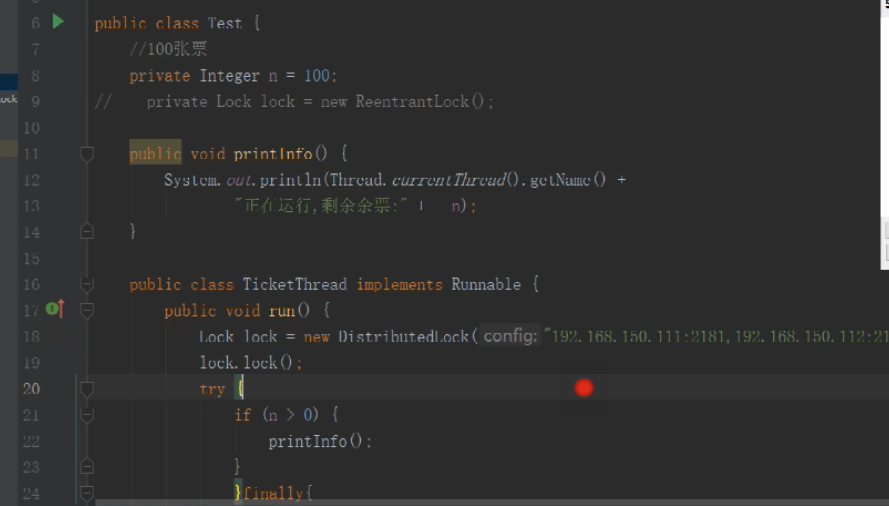 6 public class Test {
7 //100张票
8 private Integer n = 100;
9 // private Lock lock = new ReentrantLock();
10
11 public void printInfo() {
12 System.out.println(Thread.currentThread().getName() +
13 "正在运行,剩余余票:" + n);
14 }
15
16 public class TicketThread implements Runnable {
17 public void run() {
18 Lock lock = new DistributedLock( config: "192.168.150.111:2181,192.168.150.112:21
19 lock.lock();
20 try {
21 if (n > 0) {
22 printInfo();
23 }
24 }finally{